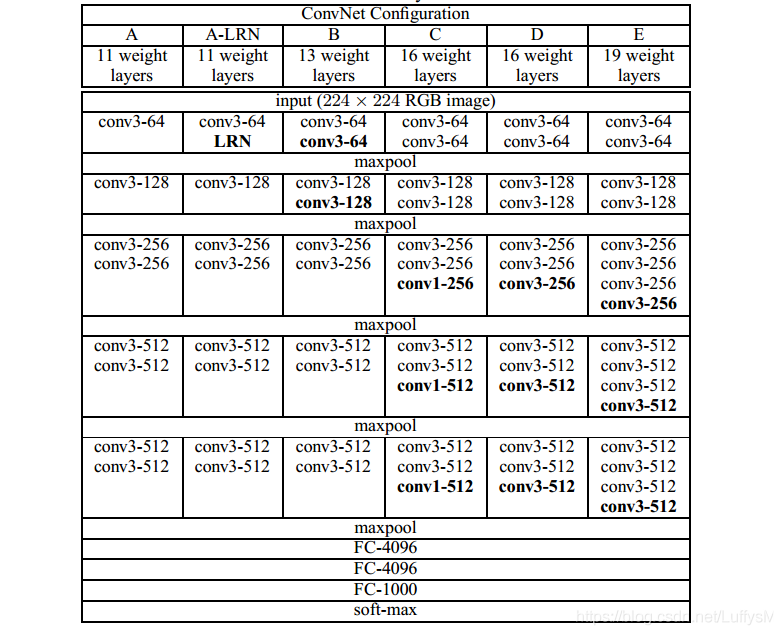 ConvNet Configuration
A A-LRN B C D E
11 weight 11 weight 13 weight 16 weight 16 weight 19 weight
layers layers layers layers layers layers
input (224 × 224 RGB image)
conv3-64 conv3-64 conv3-64 conv3-64 conv3-64 conv3-64
LRN conv3-64 conv3-64 conv3-64 conv3-64
maxpool
conv3-128 conv3-128 conv3-128 conv3-128 conv3-128 conv3-128
conv3-128 conv3-128 conv3-128 conv3-128
maxpool
conv3-256 conv3-256 conv3-256 conv3-256 conv3-256 conv3-256
conv3-256 conv3-256 conv3-256 conv3-256 conv3-256 conv3-256
conv1-256 conv3-256 conv3-256
conv3-256
maxpool
conv3-512 conv3-512 conv3-512 conv3-512 conv3-512 conv3-512
conv3-512 conv3-512 conv3-512 conv3-512 conv3-512 conv3-512
conv1-512 conv3-512 conv3-512
conv3-512
maxpool
conv3-512 conv3-512 conv3-512 conv3-512 conv3-512 conv3-512
conv3-512 conv3-512 conv3-512 conv3-512 conv3-512 conv3-512
conv1-512 conv3-512 conv3-512
conv3-512
maxpool
FC-4096
FC-4096
FC-1000
soft-max